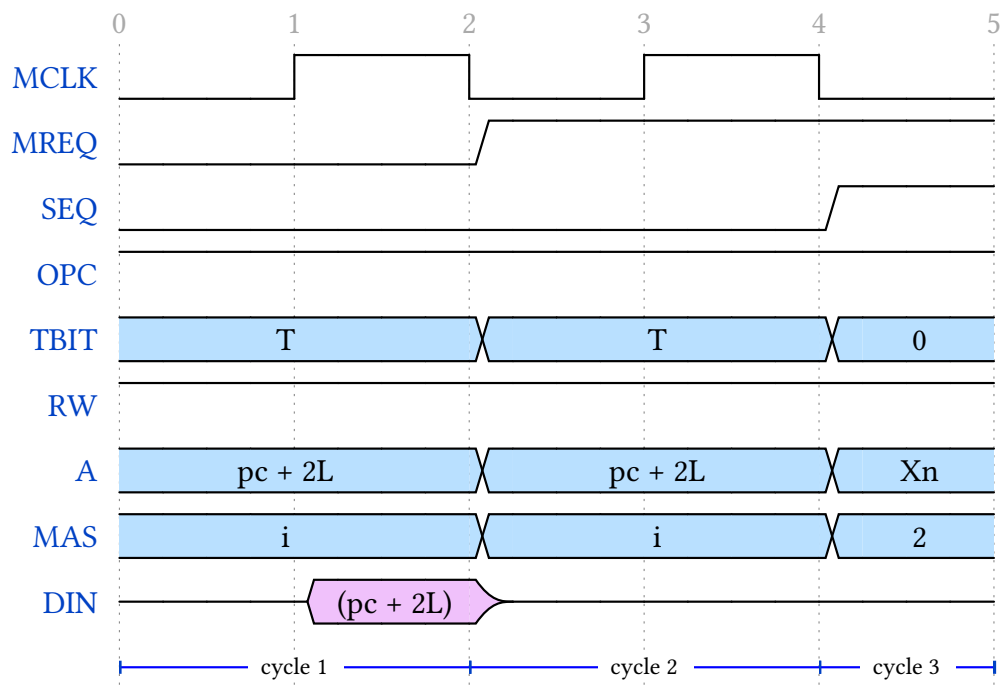 0 1 2 3 4 5
MCLK
MREQ
SEQ
OPC
TBIT T T 0
RW
A pc + 2L pc + 2L Xn
MAS i i 2
DIN (pc + 2L)
cycle 1 cycle 2 cycle 3